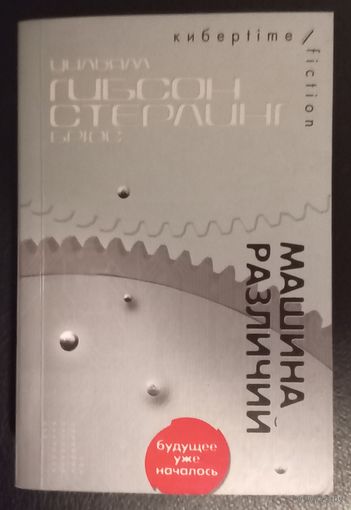 киберtime / fiction
Уильям
ГИБСОН
СТЕРЛИНГ
БРЮС
МАШИНА
РАЗЛИЧИЙ
будущее
уже
началось